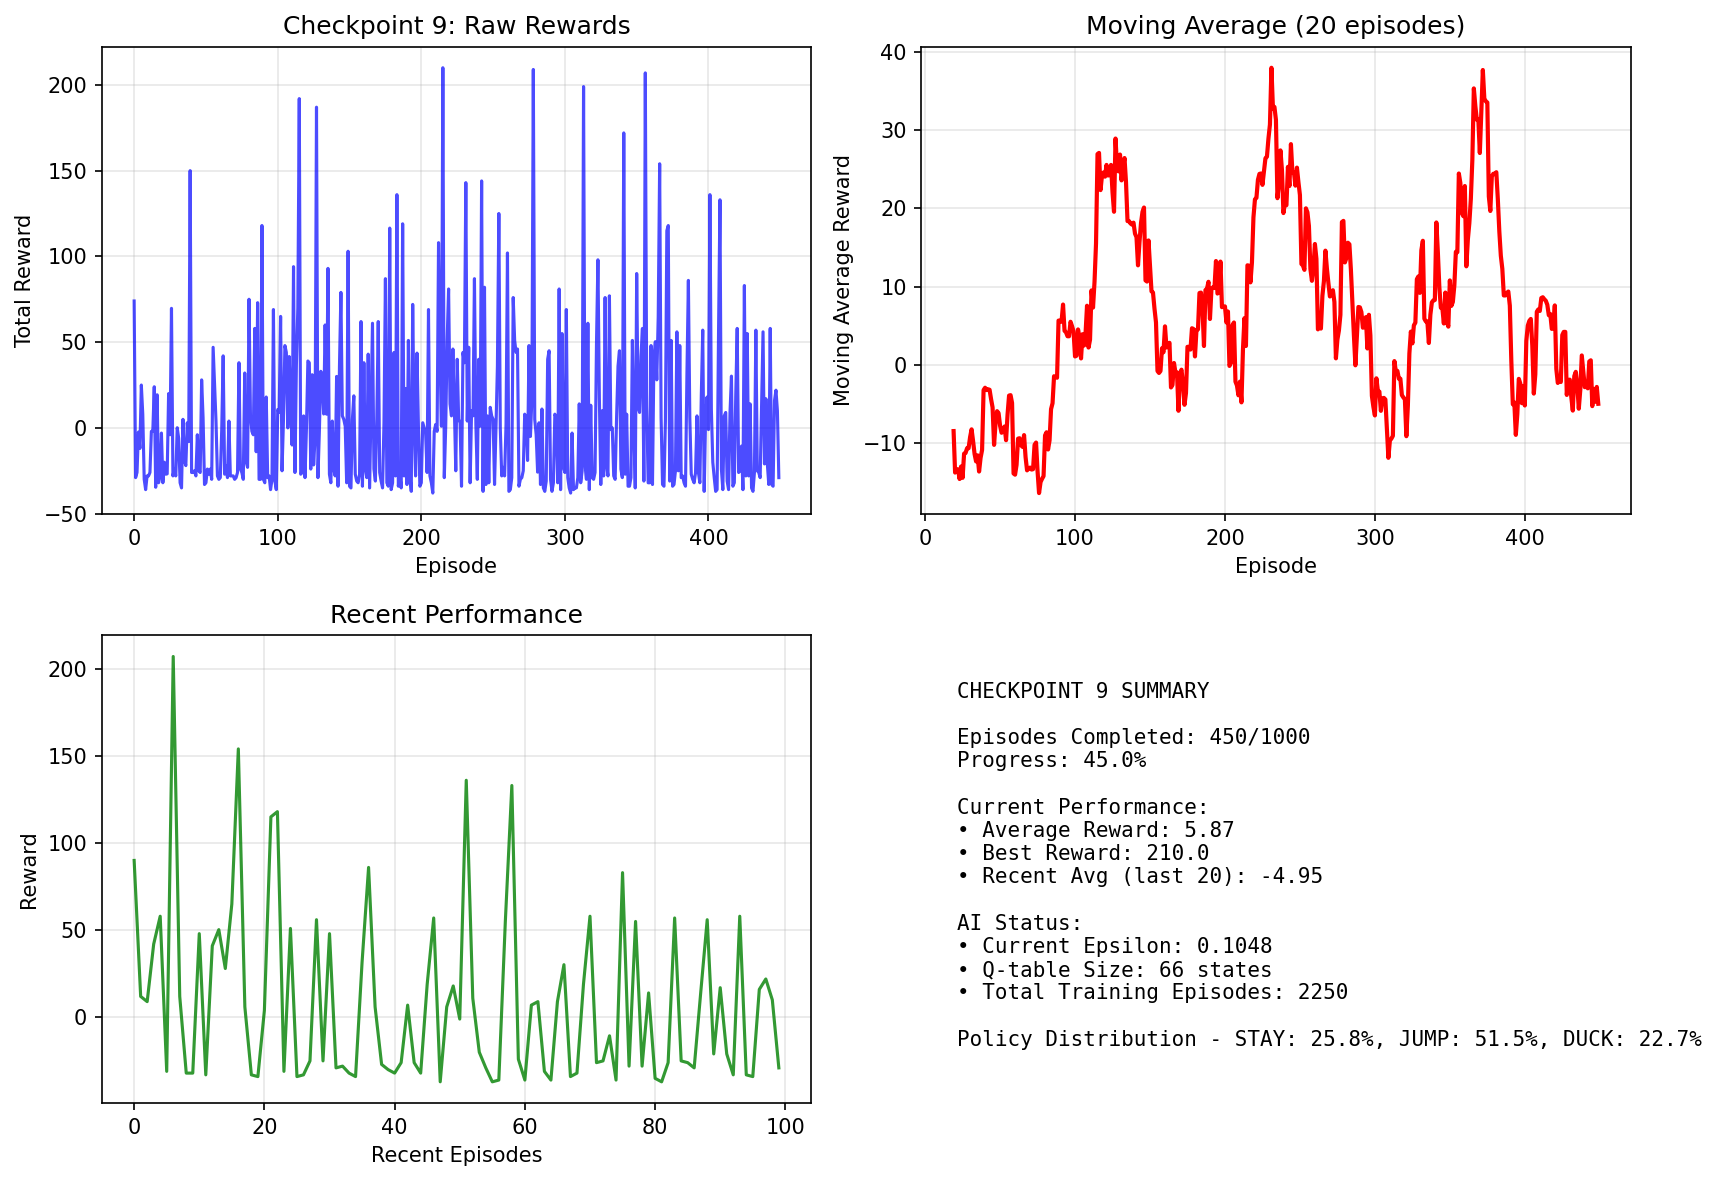 Checkpoint 9: Raw Rewards
Total Reward
200
150
100
50
0
−50
0 100 200 300 400
Episode
Moving Average (20 episodes)
Moving Average Reward
40
30
20
10
0
−10
0 100 200 300 400
Episode
Recent Performance
Reward
200
150
100
50
0
0 20 40 60 80 100
Recent Episodes
CHECKPOINT 9 SUMMARY
Episodes Completed: 450/1000
Progress: 45.0%
Current Performance:
• Average Reward: 5.87
• Best Reward: 210.0
• Recent Avg (last 20): -4.95
AI Status:
• Current Epsilon: 0.1048
• Q-table Size: 66 states
• Total Training Episodes: 2250
Policy Distribution - STAY: 25.8%, JUMP: 51.5%, DUCK: 22.7%